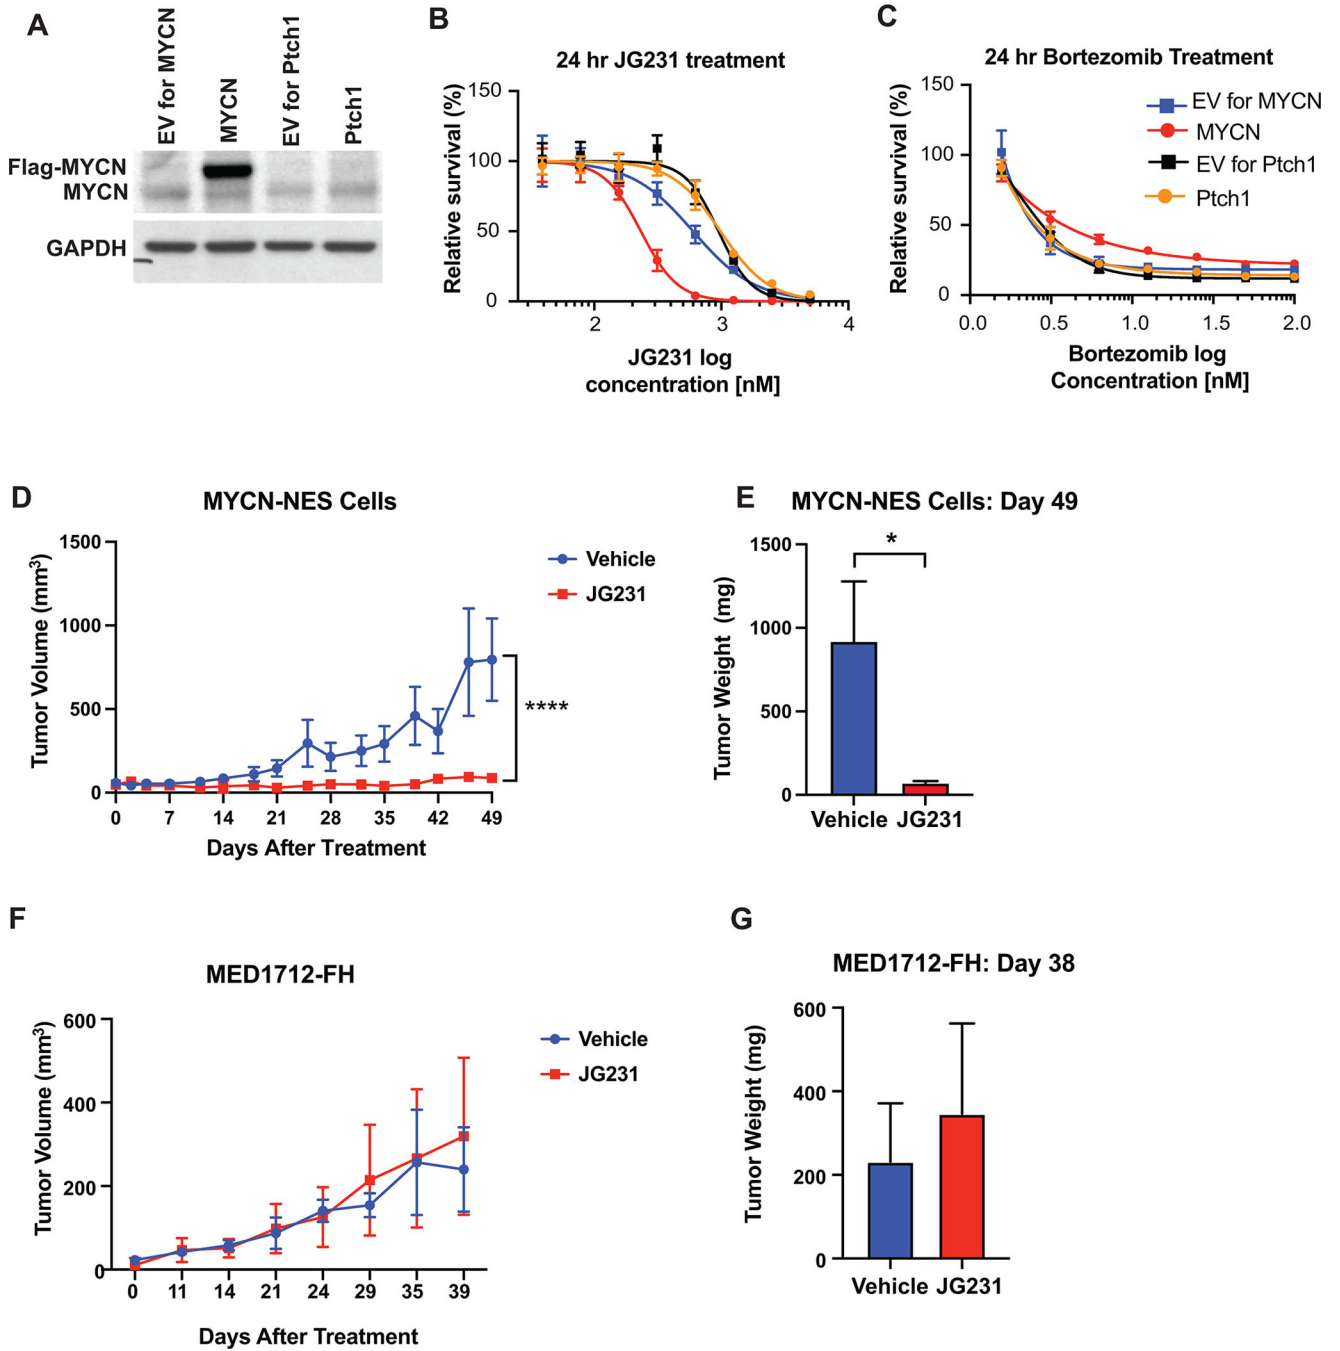 A
EV for MYCN
MYCN
EV for Ptch1
Ptch1
Flag-MYCN
MYCN
GAPDH
B
24 hr JG231 treatment
Relative survival (%)
150
100
50
0
2
3
4
JG231 log
concentration [nM]
C
24 hr Bortezomib Treatment
Relative survival (%)
150
100
50
0
0.0
0.5
1.0
1.5
2.0
EV for MYCN
MYCN
EV for Ptch1
Ptch1
Bortezomib log
Concentration [nM]
D
MYCN-NES Cells
Tumor Volume (mm³)
1500
1000
500
0
0
7
14
21
28
35
42
49
Days After Treatment
Vehicle
JG231
****
E
MYCN-NES Cells: Day 49
*
Tumor Weight (mg)
1500
1000
500
0
Vehicle
JG231
F
MED1712-FH
Tumor Volume (mm³)
600
400
200
0
0
11
14
21
24
29
35
39
Days After Treatment
Vehicle
JG231
G
MED1712-FH: Day 38
Tumor Weight (mg)
600
400
200
0
Vehicle
JG231